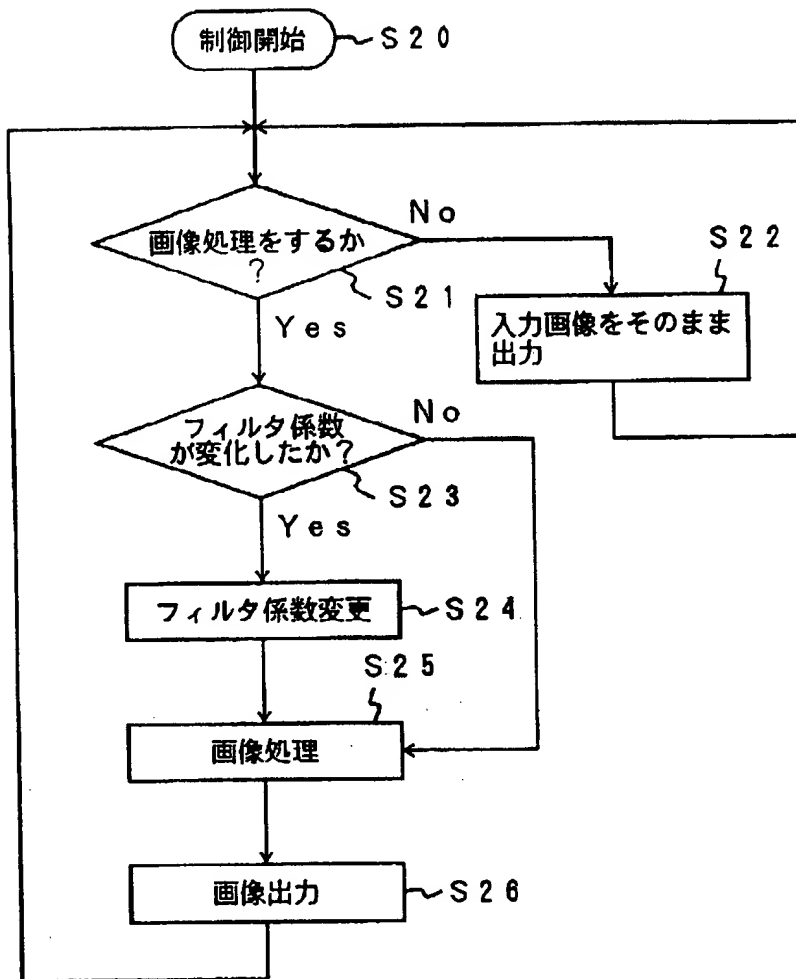 制御開始
S20
画像処理をするか
?
No
S21
Yes
S22
入力画像をそのまま
出力
フィルタ係数
が変化したか?
No
S23
Yes
フィルタ係数変更
S24
S25
画像処理
画像出力
S26